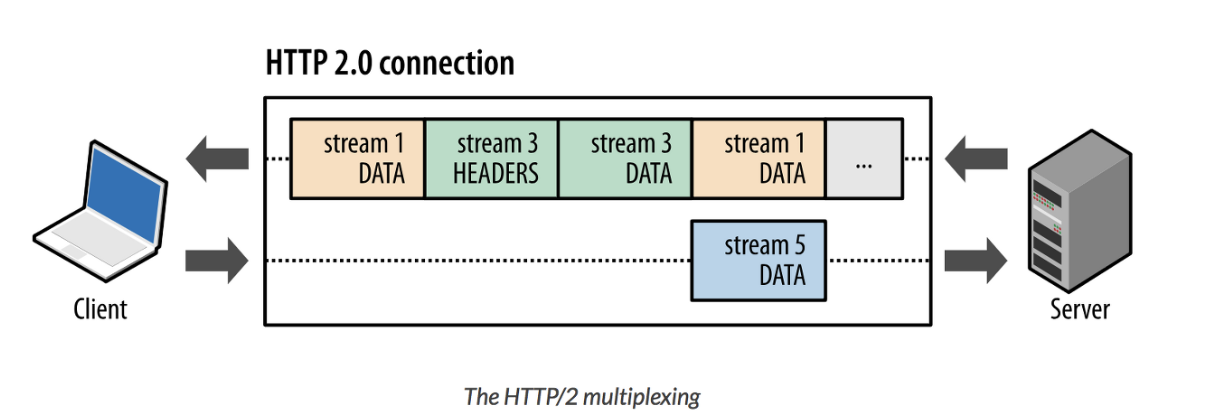 HTTP 2.0 connection
stream 1
DATA
stream 3
HEADERS
stream 3
DATA
stream 1
DATA
...
stream 5
DATA
Client
Server
The HTTP/2 multiplexing